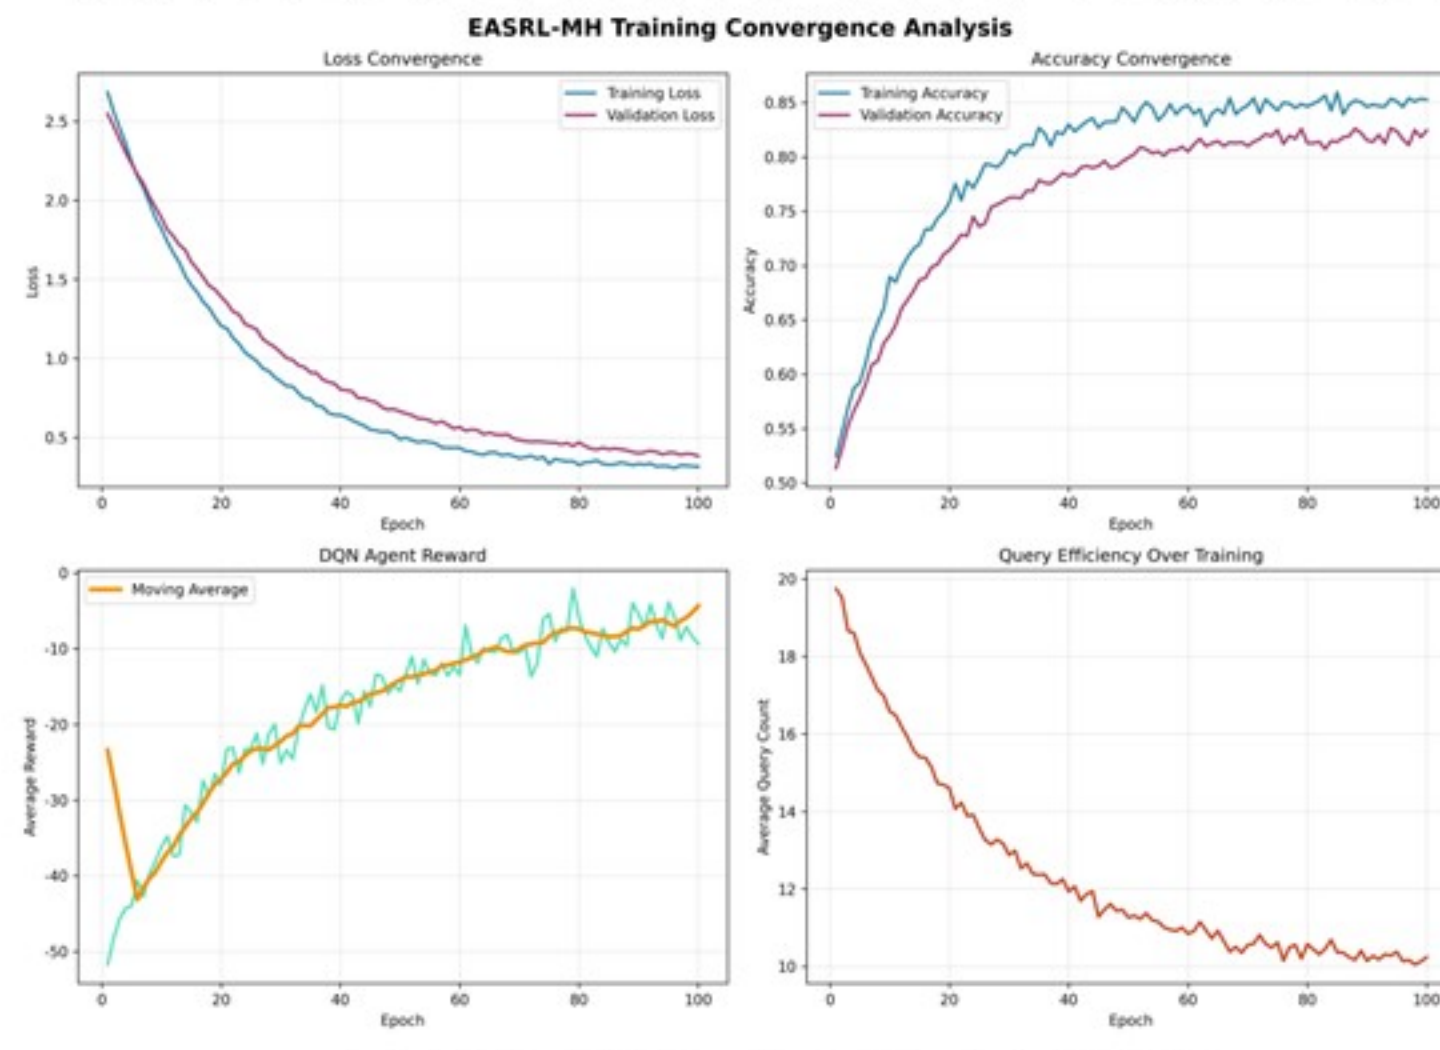 EASRL-MH Training Convergence Analysis
Loss Convergence
Training Loss
Validation Loss
2.5
2.0
1.5
1.0
0.5
Loss
0 20 40 60 80 100
Epoch
Accuracy Convergence
Training Accuracy
Validation Accuracy
0.85
0.80
0.75
0.70
0.65
0.60
0.55
0.50
Accuracy
0 20 40 60 80 100
Epoch
DQN Agent Reward
Moving Average
0
-10
-20
-30
-40
-50
Average Reward
0 20 40 60 80 100
Epoch
Query Efficiency Over Training
20
18
16
14
12
10
Average Query Count
0 20 40 60 80 100
Epoch